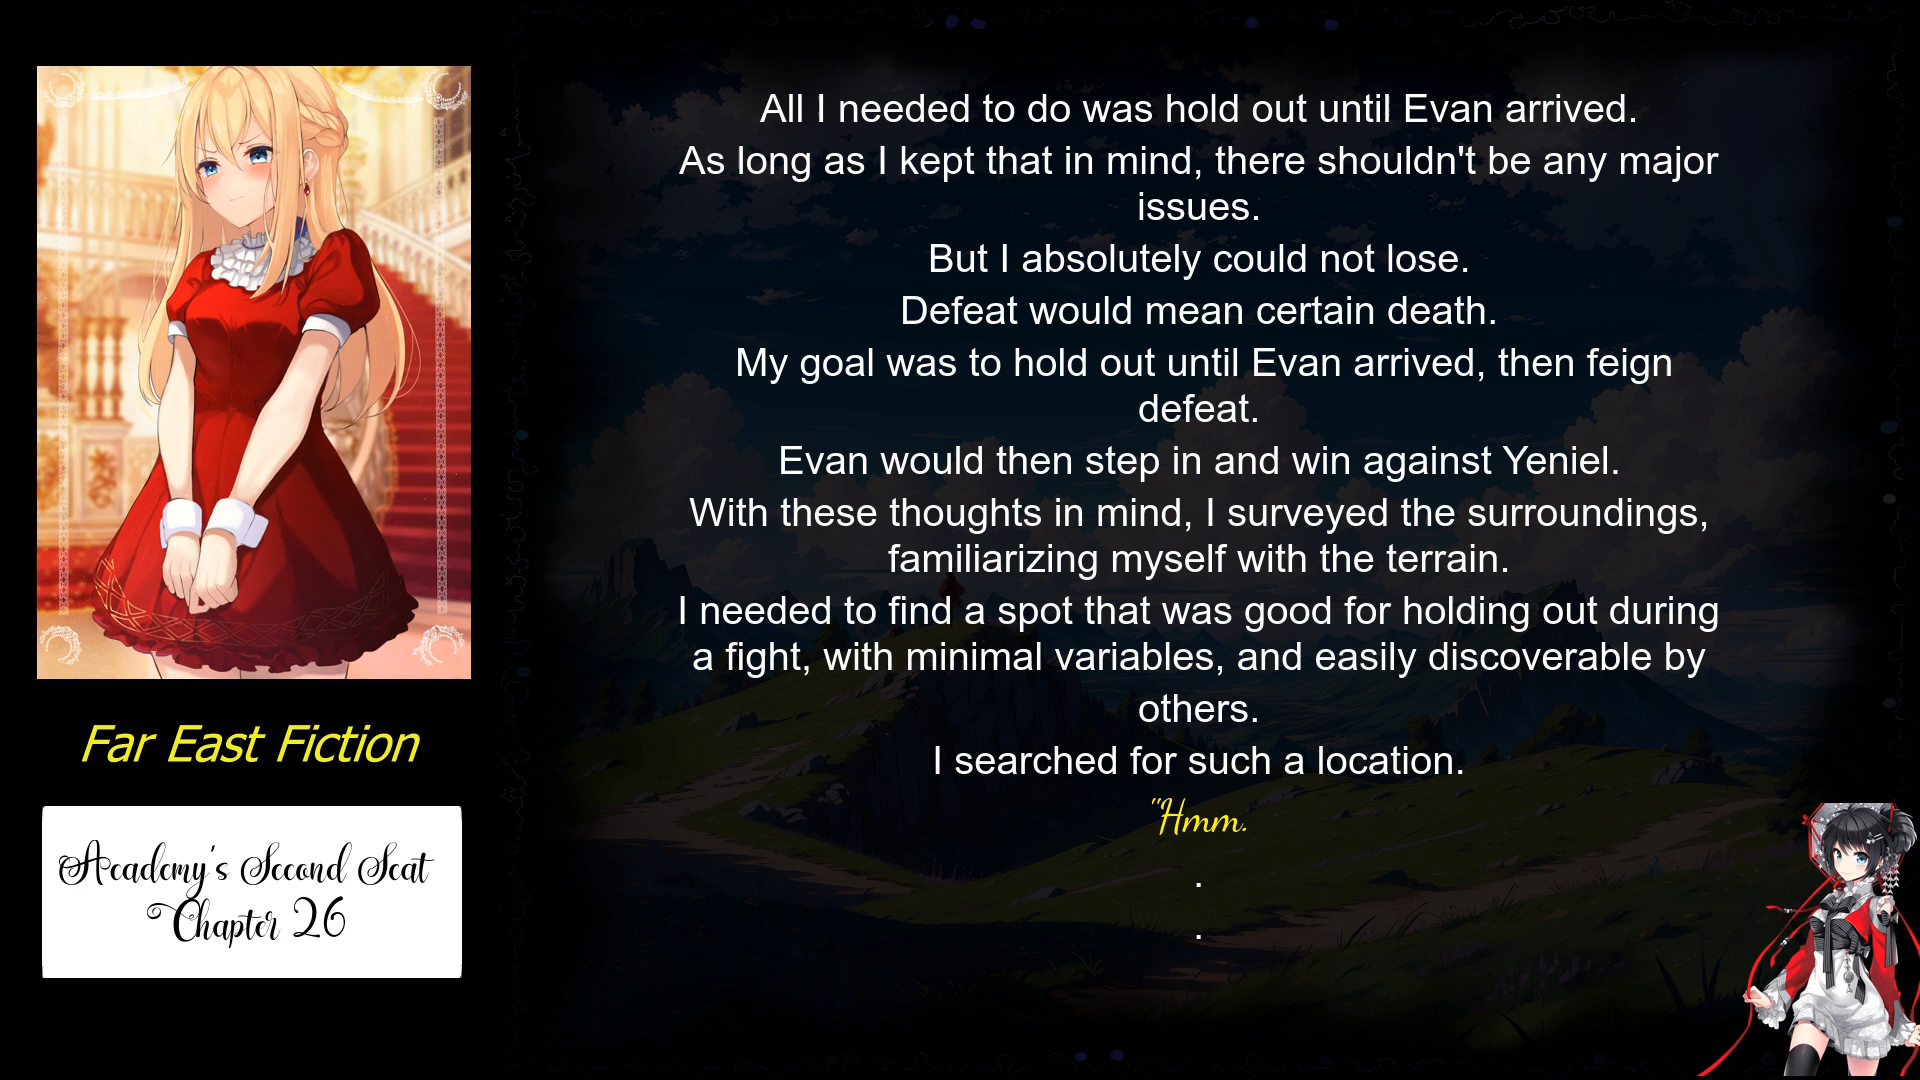 All I needed to do was hold out until Evan arrived.
As long as I kept that in mind, there shouldn't be any major
issues.
But I absolutely could not lose.
Defeat would mean certain death.
My goal was to hold out until Evan arrived, then feign
defeat.
Evan would then step in and win against Yeniel.
With these thoughts in mind, I surveyed the surroundings,
familiarizing myself with the terrain.
I needed to find a spot that was good for holding out during
a fight, with minimal variables, and easily discoverable by
others.
I searched for such a location.
"Hmm.
.
.
Far East Fiction
Academy's Second Seat
Chapter 26